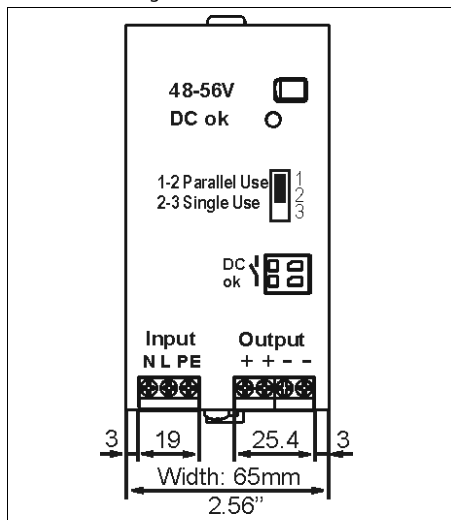 48-56V
DC ok
1-2 Parallel Use
2-3 Single Use
1
2
3
DC
ok
Input Output
N L PE + + - -
3 19 25.4 3
Width: 65mm
2.56”